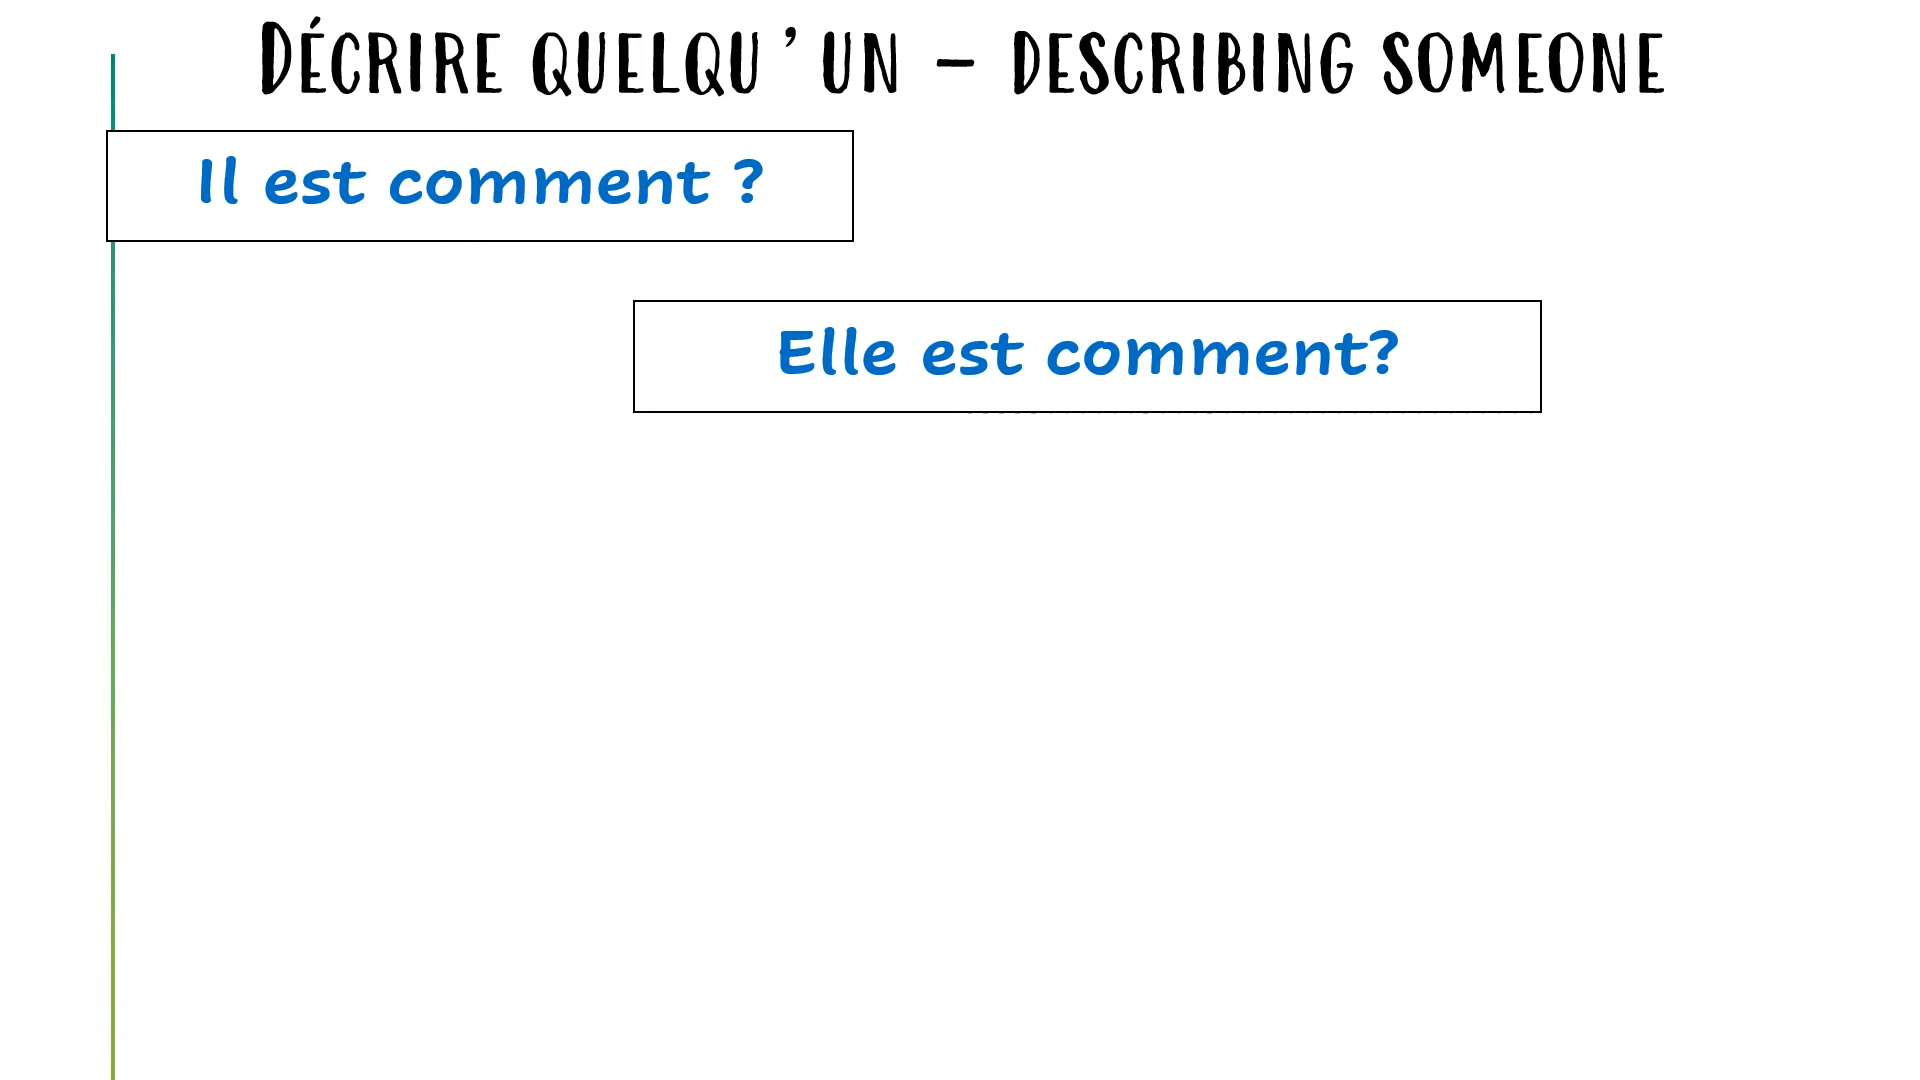 DÉCRIRE QUELQU'UN – DESCRIBING SOMEONE
Il est comment ?
Elle est comment?